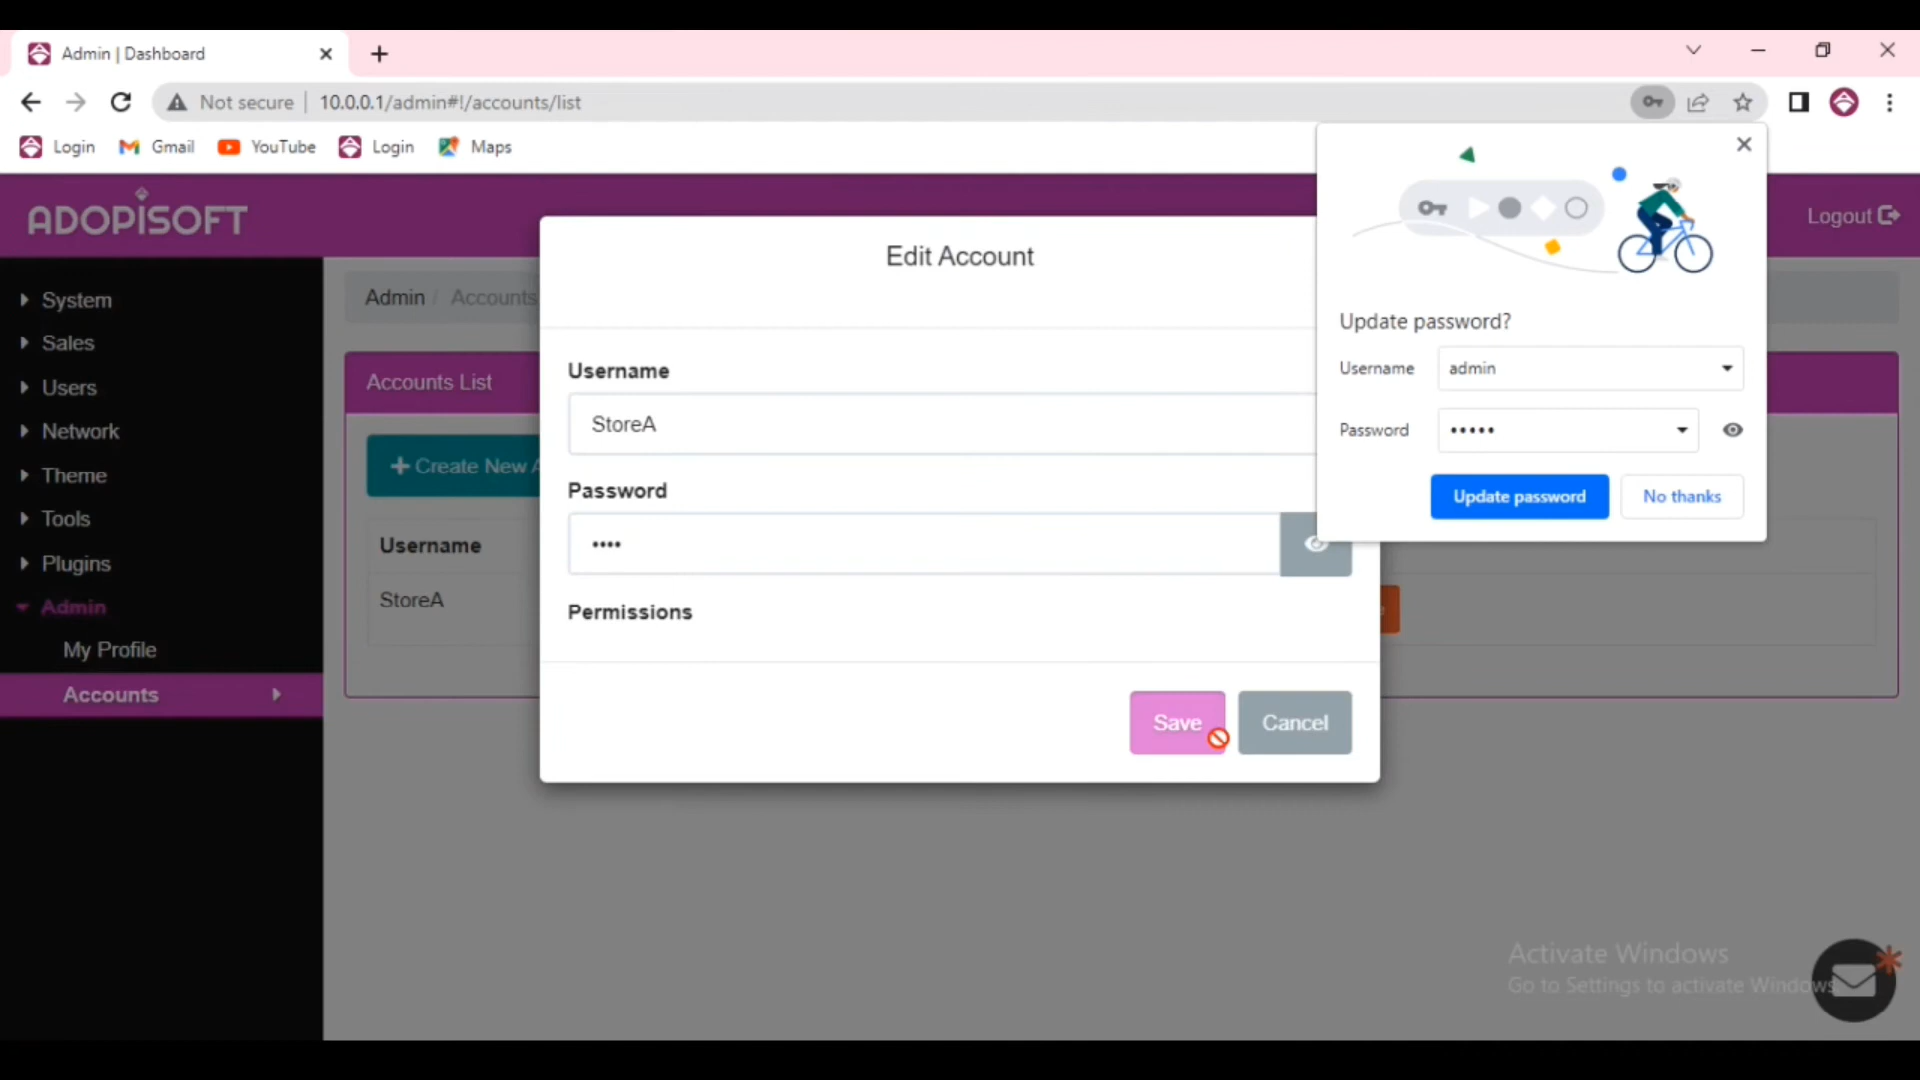 Admin | Dashboard
Not secure
10.0.0.1/admin#!/accounts/list
Login
Gmail
YouTube
Login
Maps
ADOPISOFT
Logout
System
Sales
Users
Network
Theme
Tools
Plugins
Admin
My Profile
Accounts
Admin / Accounts
Accounts List
Create New A
Username
StoreA
Edit Account
Username
StoreA
Password
••••
Permissions
Save
Cancel
Update password?
Username
admin
Password
•••••
Update password
No thanks
Activate Windows
Go to Settings to activate Windows